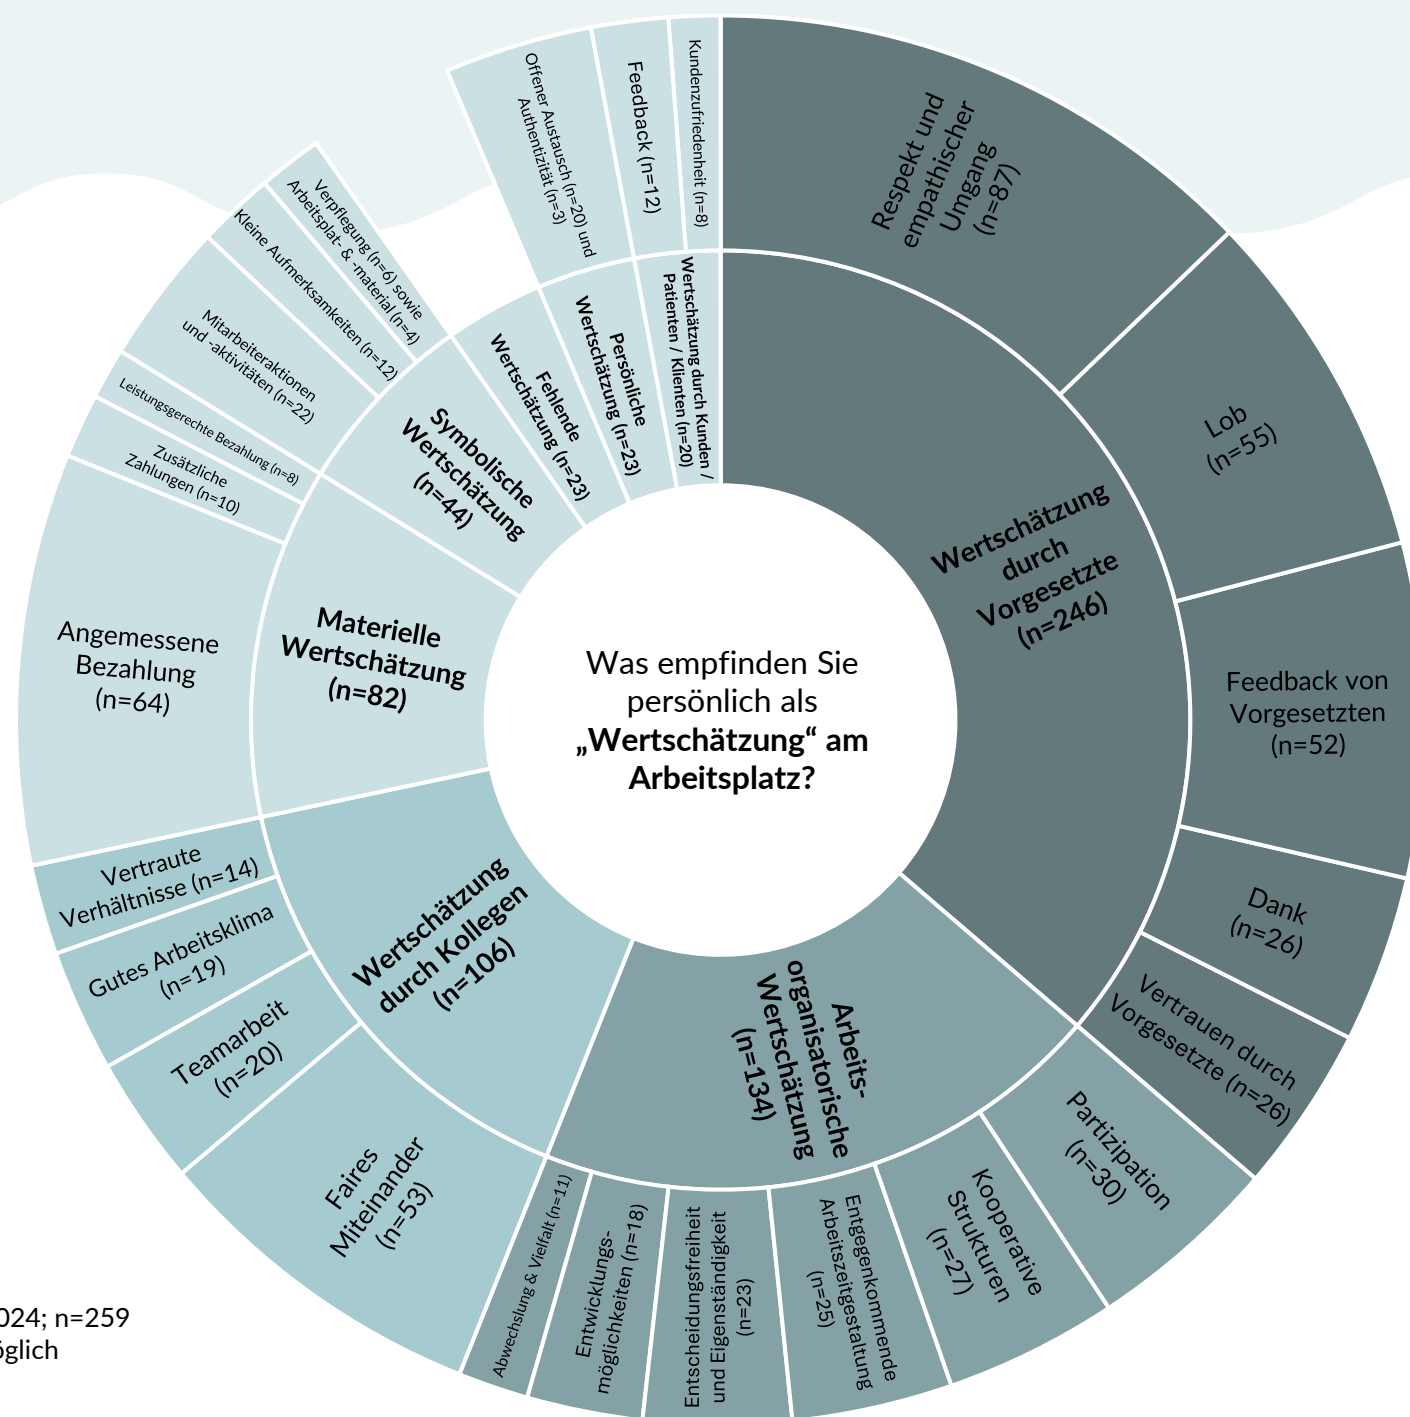 Was empfinden Sie
persönlich als
„Wertschätzung“ am
Arbeitsplatz?
Wertschätzung
durch
Vorgesetzte
(n=246)
Respekt und
empathischer
Umgang
(n=87)
Lob
(n=55)
Feedback von
Vorgesetzten
(n=52)
Dank
(n=26)
Vertrauen durch
Vorgesetzte (n=26)
Arbeits-
organisatorische
Wertschätzung
(n=134)
Partizipation
(n=30)
Kooperative
Strukturen
(n=27)
Entgegenkommende
Arbeitszeitgestaltung
(n=25)
Entscheidungsfreiheit
und Eigenständigkeit
(n=23)
Entwicklungs-
möglichkeiten (n=18)
Abwechslung & Vielfalt (n=11)
Wertschätzung
durch Kollegen
(n=106)
Faires
Miteinander
(n=53)
Teamarbeit
(n=20)
Gutes Arbeitsklima
(n=19)
Vertraute
Verhältnisse (n=14)
Materielle
Wertschätzung
(n=82)
Angemessene
Bezahlung
(n=64)
Zusätzliche
Zahlungen (n=10)
Leistungsgerechte Bezahlung (n=8)
Symbolische
Wertschätzung
(n=44)
Mitarbeiteraktionen
und -aktivitäten (n=22)
Kleine Aufmerksamkeiten (n=12)
Verpflegung (n=6) sowie
Arbeitsplat- & -material (n=4)
Fehlende
Wertschätzung (n=23)
Persönliche
Wertschätzung (n=23)
Offener Austausch (n=20) und
Authentizität (n=3)
Wertschätzung durch Kunden /
Patienten / Klienten (n=20)
Feedback (n=12)
Kundenzufriedenheit (n=8)
024; n=259
öglich